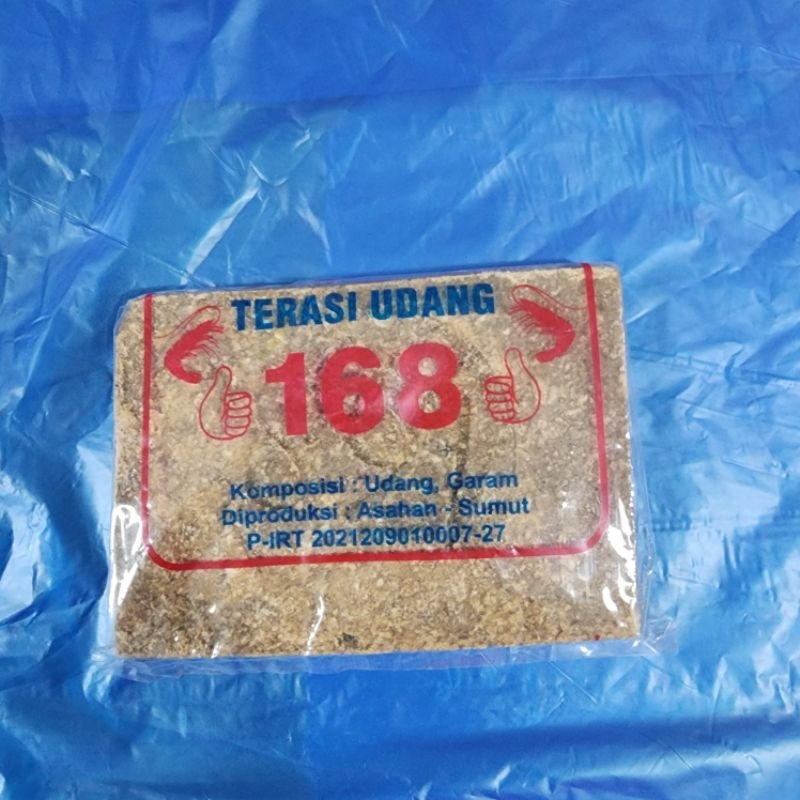 TERASI UDANG
168
Komposisi : Udang, Garam
Diproduksi : Asahan - Sumut
P-IRT 2021209010007-27